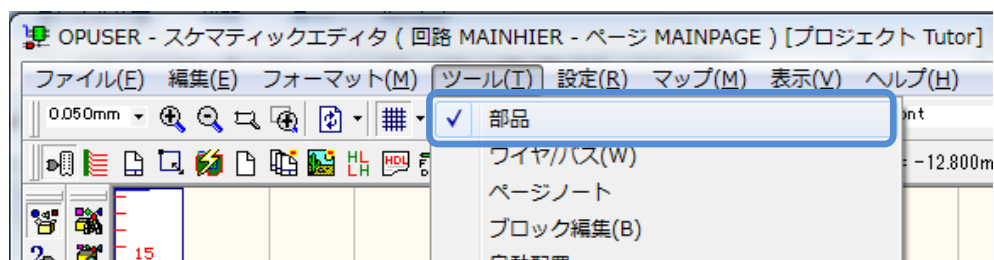 OPUSER - スケマティックエディタ ( 回路 MAINHIER - ページ MAINPAGE ) [プロジェクト Tutor]
ファイル(F) 編集(E) フォーマット(M) ツール(T) 設定(R) マップ(M) 表示(V) ヘルプ(H)
0.050mm
✓ 部品
ワイヤ/バス(W)
-12.800m
ページノート
ブロック編集(B)
15